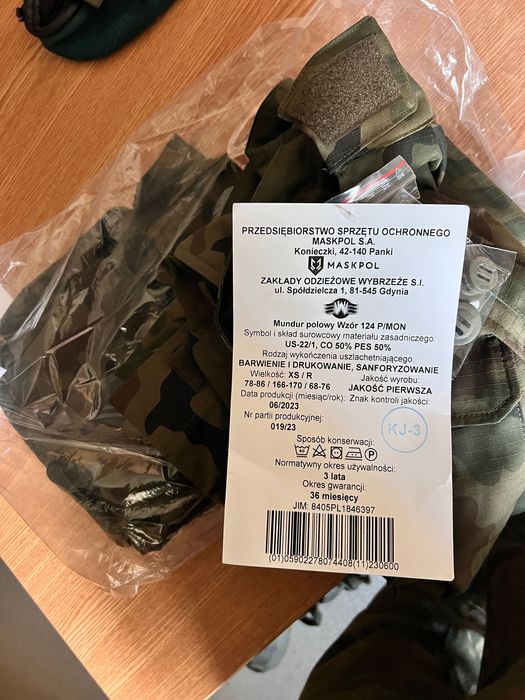 PRZEDSIĘBIORSTWO SPRZĘTU OCHRONNEGO
MASKPOL S.A.
Konieczki, 42-140 Panki
MASKPOL
ZAKŁADY ODZIEŻOWE WYBRZEŻE S.I.
ul. Spółdzielcza 1, 81-545 Gdynia
W
Mundur polowy Wzór 124 P/MON
Symbol i skład surowcowy materiału zasadniczego:
US-22/1, CO 50% PES 50%
Rodzaj wykończenia uszlachetniającego:
BARWIENIE I DRUKOWANIE, SANFORYZOWANIE
Wielkość: XS / R Jakość wyrobu:
78-86 / 166-170 / 68-76 JAKOŚĆ PIERWSZA
Data produkcji (miesiąc/rok): Znak kontroli jakości:
06/2023
Nr partii produkcyjnej:
019/23
KJ-3
Sposób konserwacji:
P
Normatywny okres używalności:
3 lata
Okres gwarancji:
36 miesięcy
JIM: 8405PL1846397
(01)05902278074408(11)230600